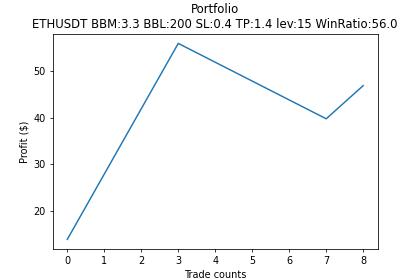 Portfolio
ETHUSDT BBM:3.3 BBL:200 SL:0.4 TP:1.4 lev:15 WinRatio:56.0
50
40
30
20
Profit ($)
0 1 2 3 4 5 6 7 8
Trade counts